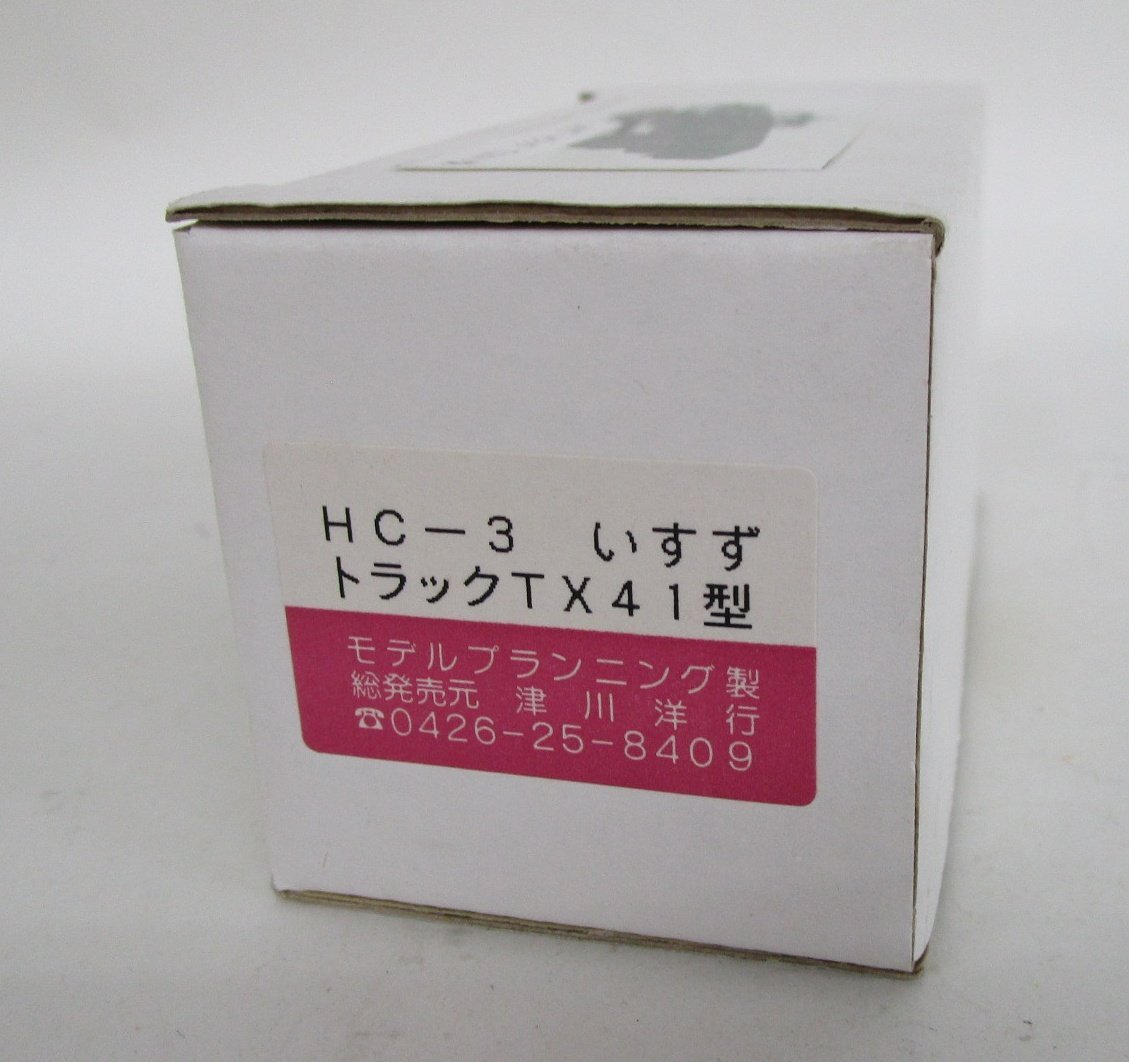 HC-3　いすず
トラックTX41型
モデルプランニング製
総発売元　津川洋行
☎0426-25-8409